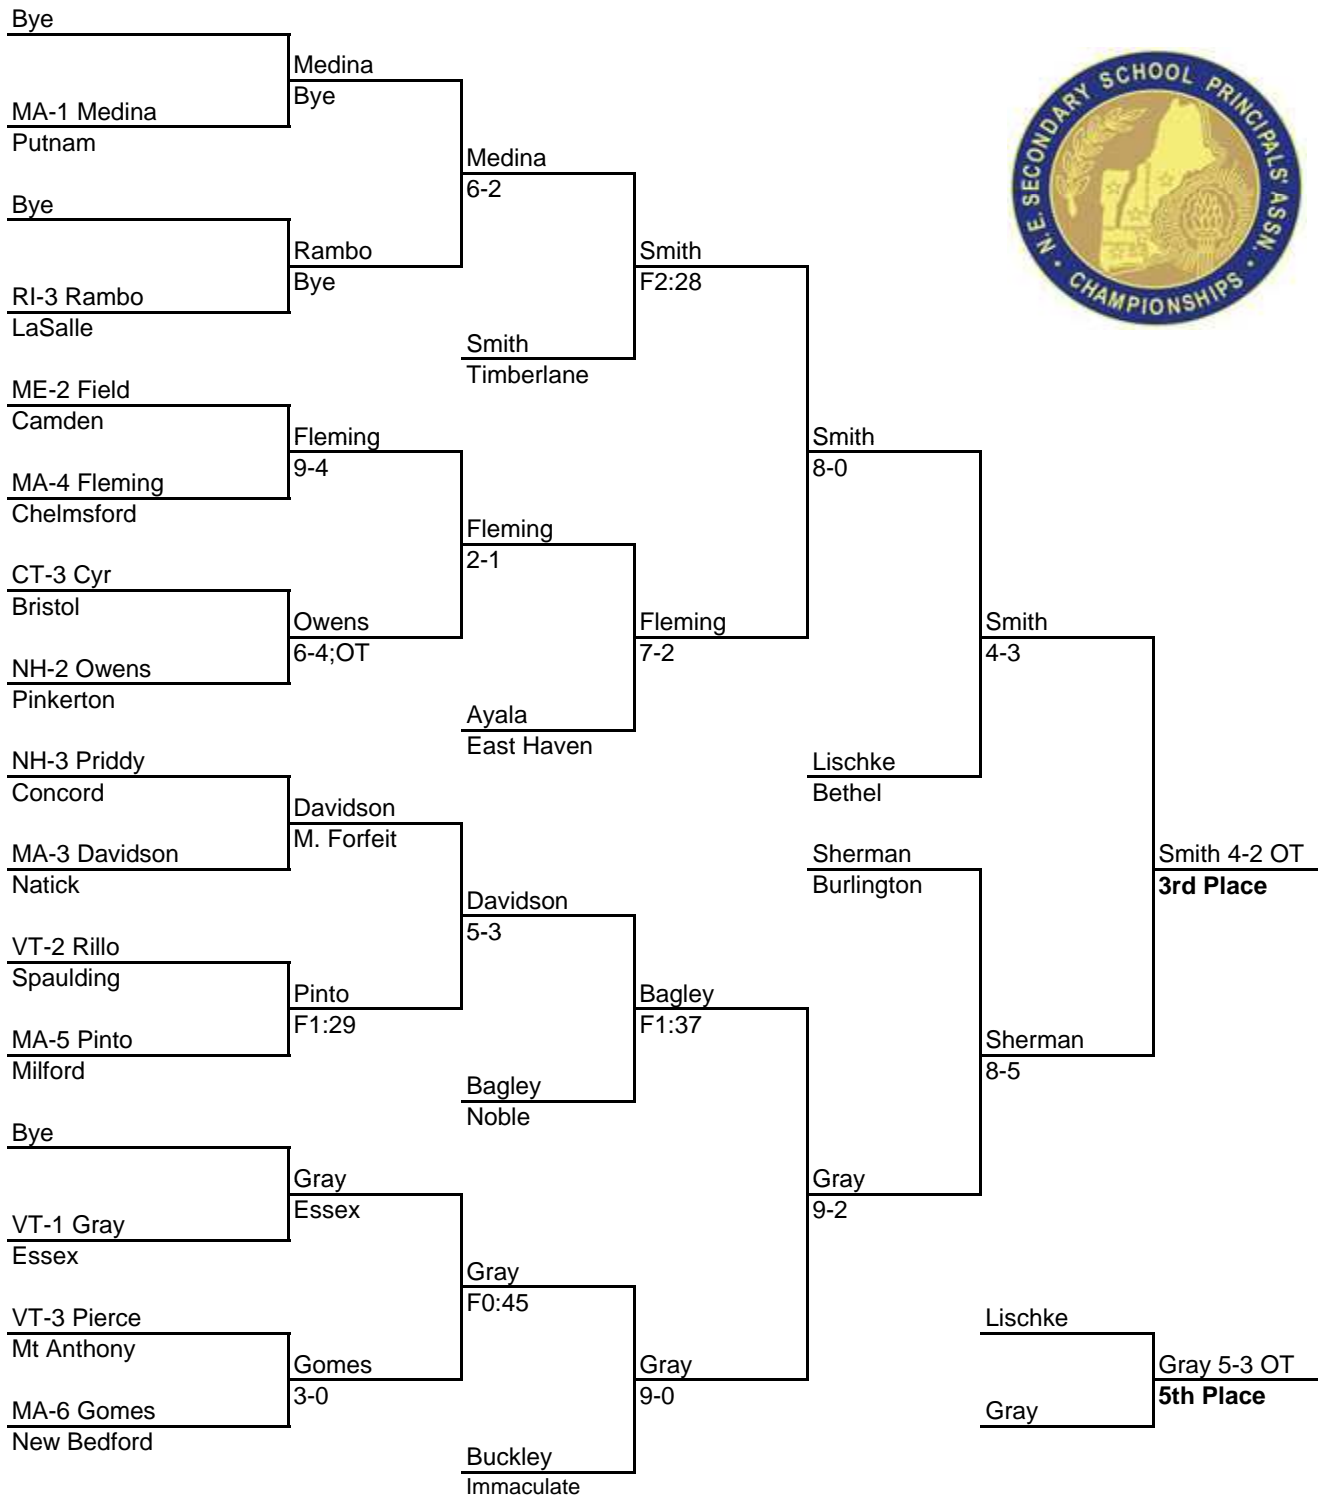 Bye
MA-1 Medina
Putnam
Bye
RI-3 Rambo
LaSalle
ME-2 Field
Camden
MA-4 Fleming
Chelmsford
CT-3 Cyr
Bristol
NH-2 Owens
Pinkerton
NH-3 Priddy
Concord
MA-3 Davidson
Natick
VT-2 Rillo
Spaulding
MA-5 Pinto
Milford
Bye
VT-1 Gray
Essex
VT-3 Pierce
Mt Anthony
MA-6 Gomes
New Bedford
Medina
Bye
Rambo
Bye
Fleming
9-4
Owens
6-4;OT
Davidson
M. Forfeit
Pinto
F1:29
Gray
Essex
Gomes
3-0
Medina
6-2
Smith
Timberlane
Fleming
2-1
Ayala
East Haven
Davidson
5-3
Bagley
Noble
Gray
F0:45
Buckley
Immaculate
Smith
F2:28
Fleming
7-2
Bagley
F1:37
Gray
9-0
Smith
8-0
Lischke
Bethel
Sherman
Burlington
Gray
9-2
Smith
4-3
Sherman
8-5
Lischke
Gray
Smith 4-2 OT
3rd Place
Gray 5-3 OT
5th Place
N.E. SECONDARY SCHOOL PRINCIPALS' ASSN.
• CHAMPIONSHIPS •